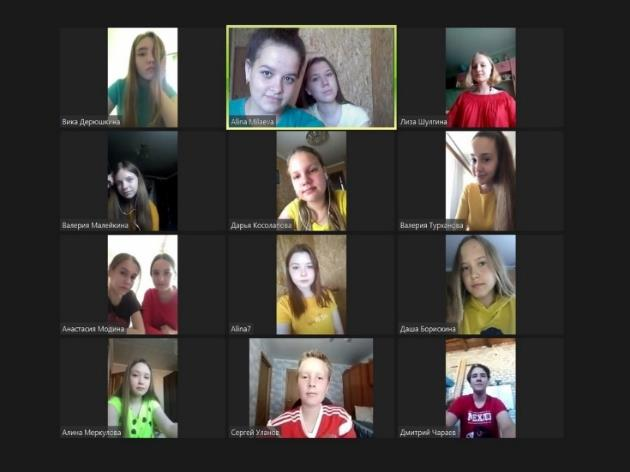 Вика Дерюшкина
Alina Milaeva
Лиза Шулгина
Валерия Малейкина
Дарья Косолапова
Валерия Турханова
Анастасия Модина
Alina7
Даша Борискина
Алина Меркулова
Сергей Уланов
Дмитрий Чараев